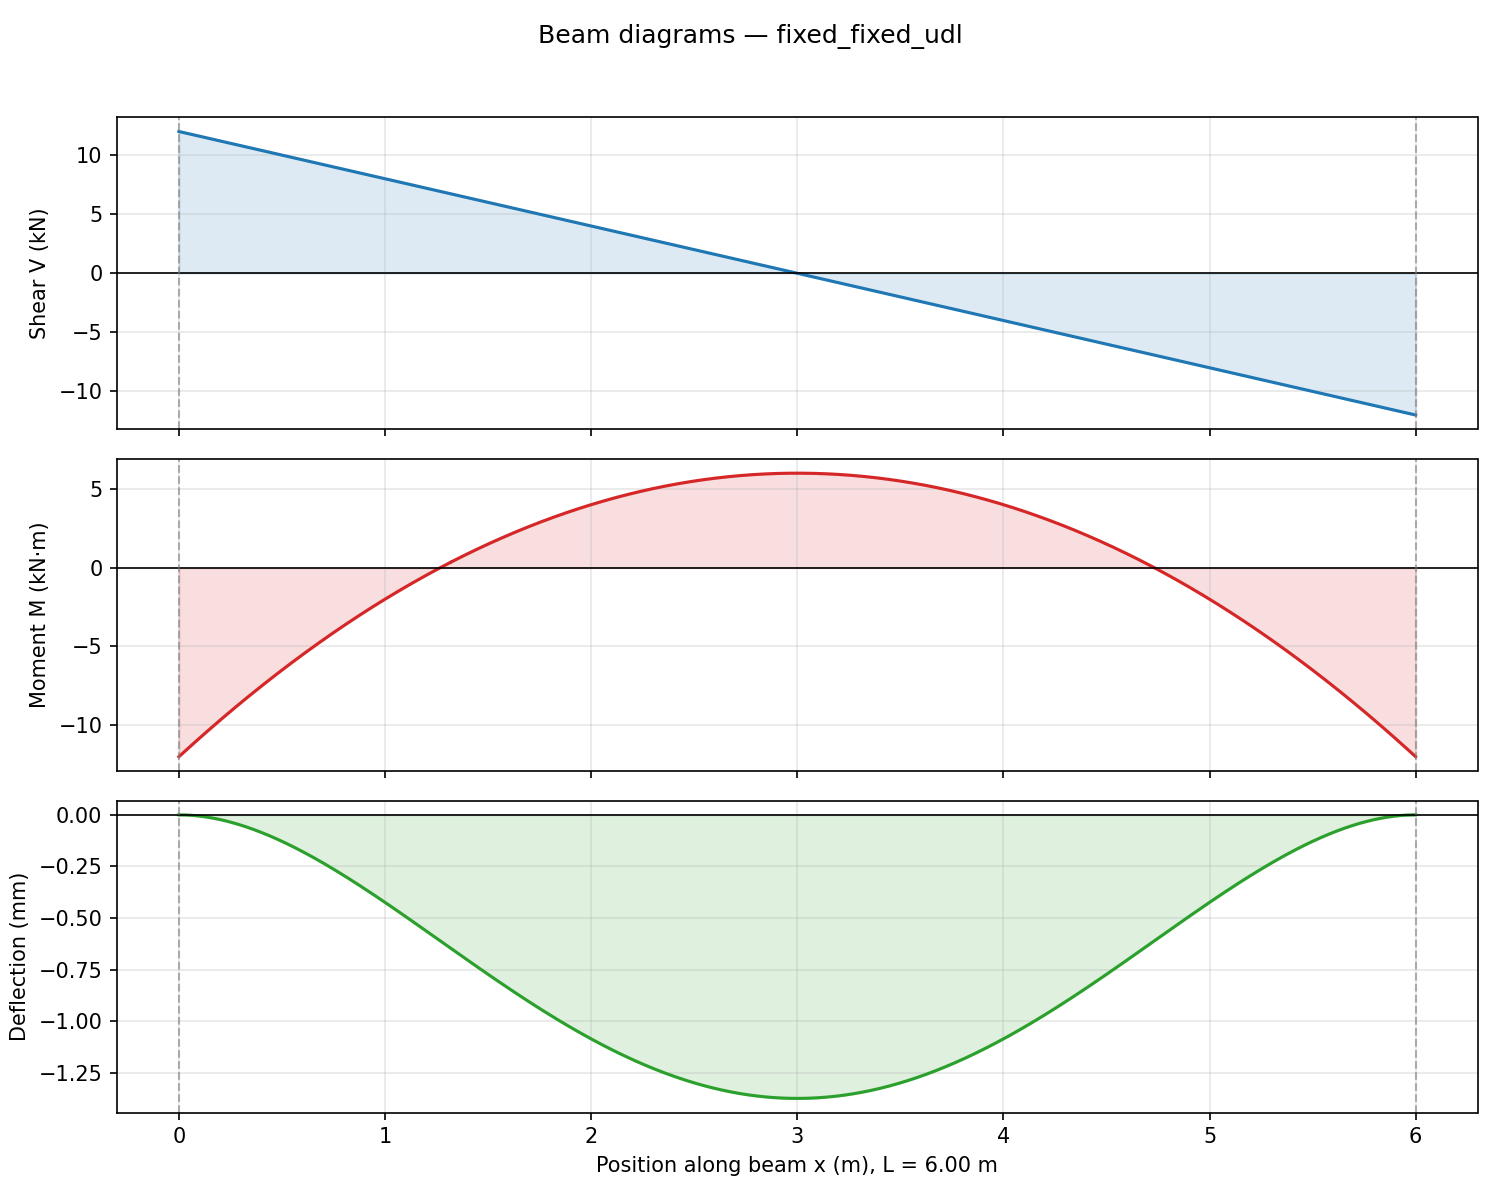 Beam diagrams — fixed_fixed_udl
Shear V (kN)
10
5
0
−5
−10
Moment M (kN·m)
5
0
−5
−10
Deflection (mm)
0.00
−0.25
−0.50
−0.75
−1.00
−1.25
0 1 2 3 4 5 6
Position along beam x (m), L = 6.00 m